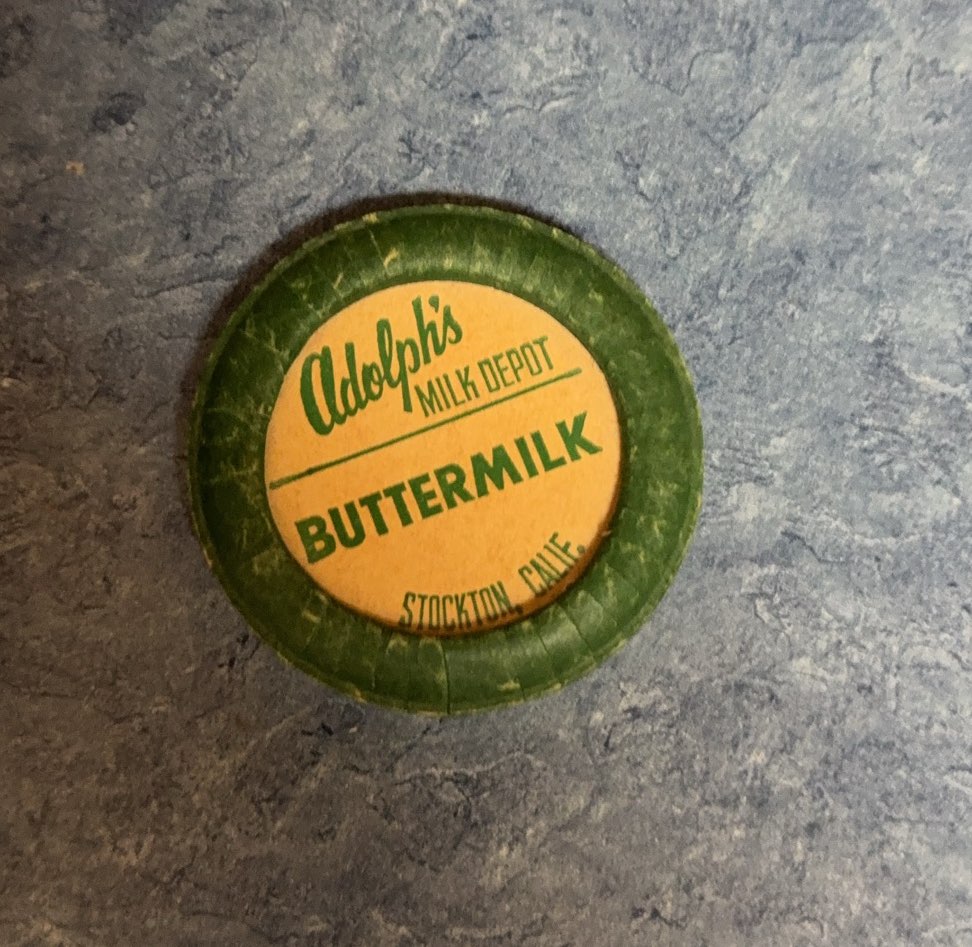 Adolph's
MILK DEPOT
BUTTERMILK
STOCKTON, CALIF.